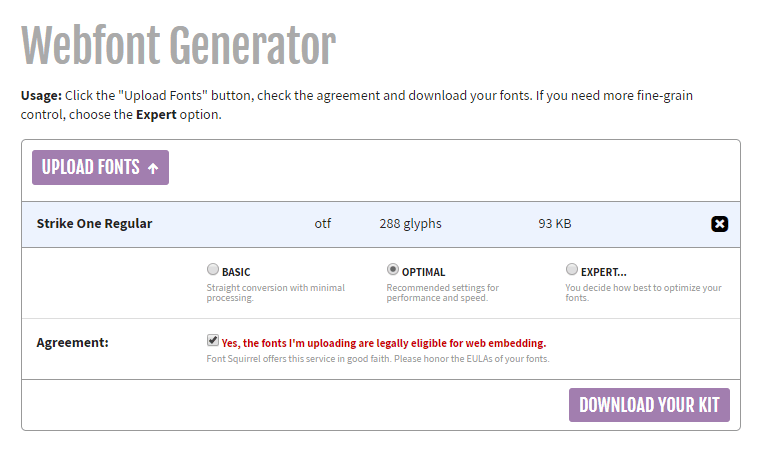 Webfont Generator
Usage: Click the "Upload Fonts" button, check the agreement and download your fonts. If you need more fine-grain
control, choose the Expert option.
UPLOAD FONTS
Strike One Regular otf 288 glyphs 93 KB
BASIC OPTIMAL EXPERT...
Straight conversion with minimal Recommended settings for You decide how best to optimize your
processing. performance and speed. fonts.
Agreement: Yes, the fonts I'm uploading are legally eligible for web embedding.
Font Squirrel offers this service in good faith. Please honor the EULAs of your fonts.
DOWNLOAD YOUR KIT